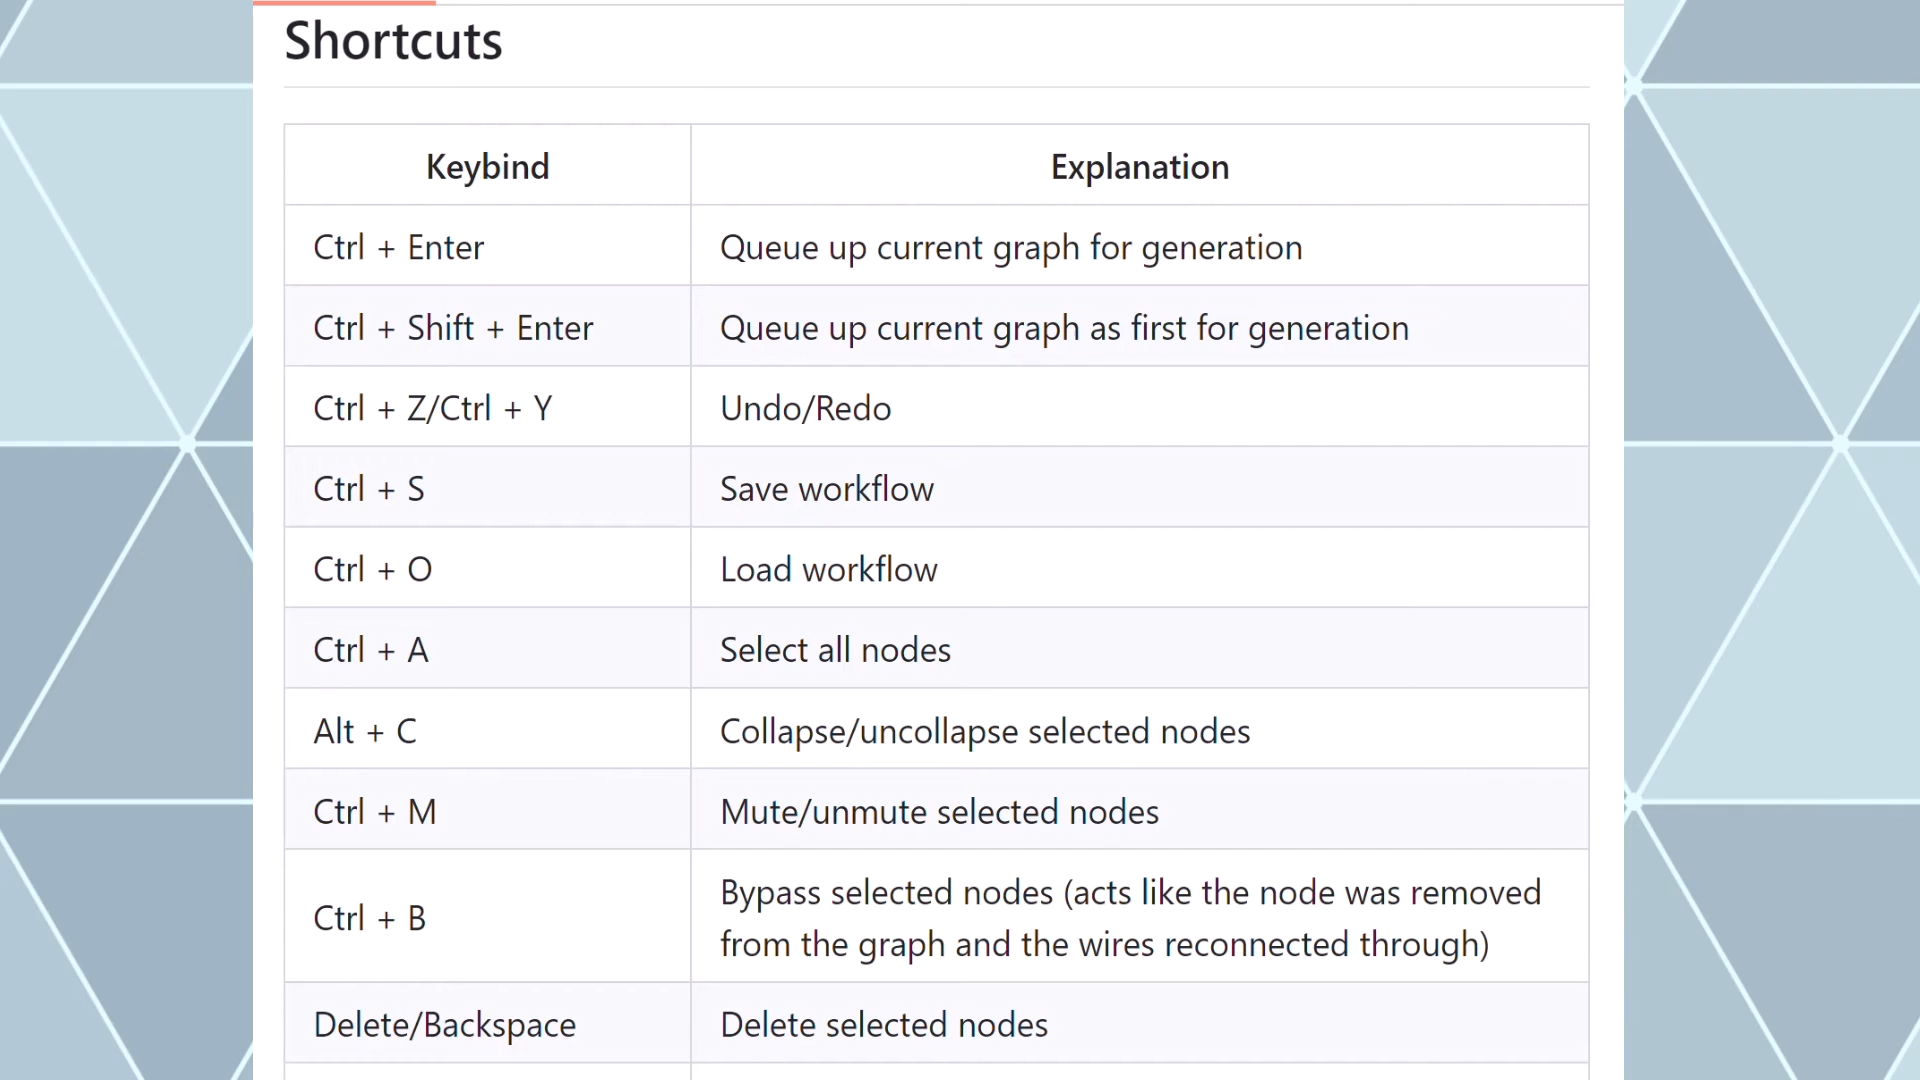 Shortcuts
Keybind Explanation
Ctrl + Enter Queue up current graph for generation
Ctrl + Shift + Enter Queue up current graph as first for generation
Ctrl + Z/Ctrl + Y Undo/Redo
Ctrl + S Save workflow
Ctrl + O Load workflow
Ctrl + A Select all nodes
Alt + C Collapse/uncollapse selected nodes
Ctrl + M Mute/unmute selected nodes
Ctrl + B Bypass selected nodes (acts like the node was removed
from the graph and the wires reconnected through)
Delete/Backspace Delete selected nodes